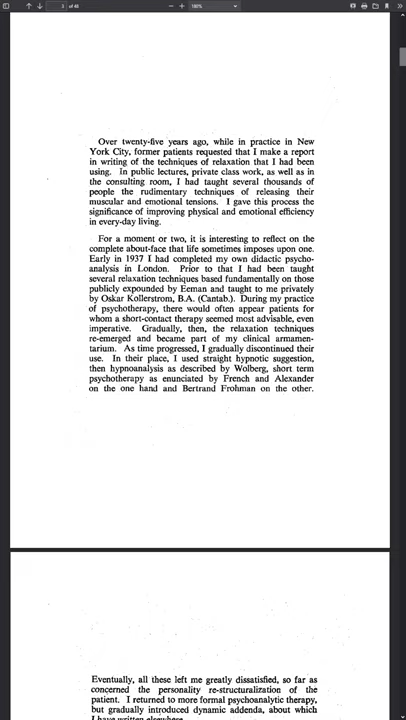 3 of 45
180%
Over twenty-five years ago, while in practice in New
York City, former patients requested that I make a report
in writing of the techniques of relaxation that I had been
using. In public lectures, private class work, as well as in
the consulting room, I had taught several thousands of
people the rudimentary techniques of releasing their
muscular and emotional tensions. I gave this process the
significance of improving physical and emotional efficiency
in every-day living.
For a moment or two, it is interesting to reflect on the
complete about-face that life sometimes imposes upon one.
Early in 1937 I had completed my own didactic psycho-
analysis in London. Prior to that I had been taught
several relaxation techniques based fundamentally on those
publicly expounded by Eeman and taught to me privately
by Oskar Kollerstrom, B.A. (Cantab.). During my practice
of psychotherapy, there would often appear patients for
whom a short-contact therapy seemed most advisable, even
imperative. Gradually, then, the relaxation techniques
re-emerged and became part of my clinical armamen-
tarium. As time progressed, I gradually discontinued their
use. In their place, I used straight hypnotic suggestion,
then hypnoanalysis as described by Wolberg, short term
psychotherapy as enunciated by French and Alexander
on the one hand and Bertrand Frohman on the other.
Eventually, all these left me greatly dissatisfied, so far as
concerned the personality re-structuralization of the
patient. I returned to more formal psychoanalytic therapy,
but gradually introduced dynamic addenda, about which
I have written elsewhere.